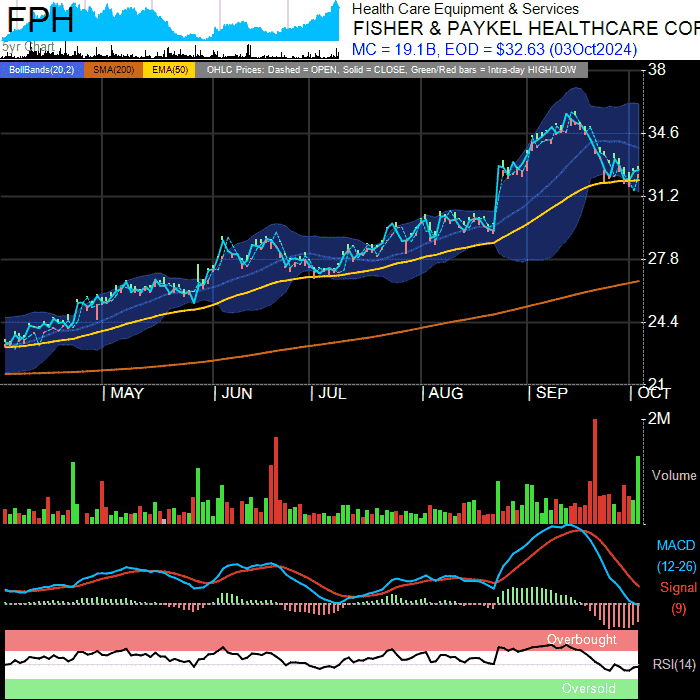 FPH
Health Care Equipment & Services
FISHER & PAYKEL HEALTHCARE COR
MC = 19.1B, EOD = $32.63 (03Oct2024)
5yr Chart
BollBands(20,2) SMA(200) EMA(50) OHLC Prices: Dashed = OPEN, Solid = CLOSE, Green/Red bars = Intra-day HIGH/LOW
38
34.6
31.2
27.8
24.4
21
MAY JUN JUL AUG SEP OCT
2M
Volume
MACD
(12-26)
Signal
(9)
Overbought
RSI(14)
Oversold